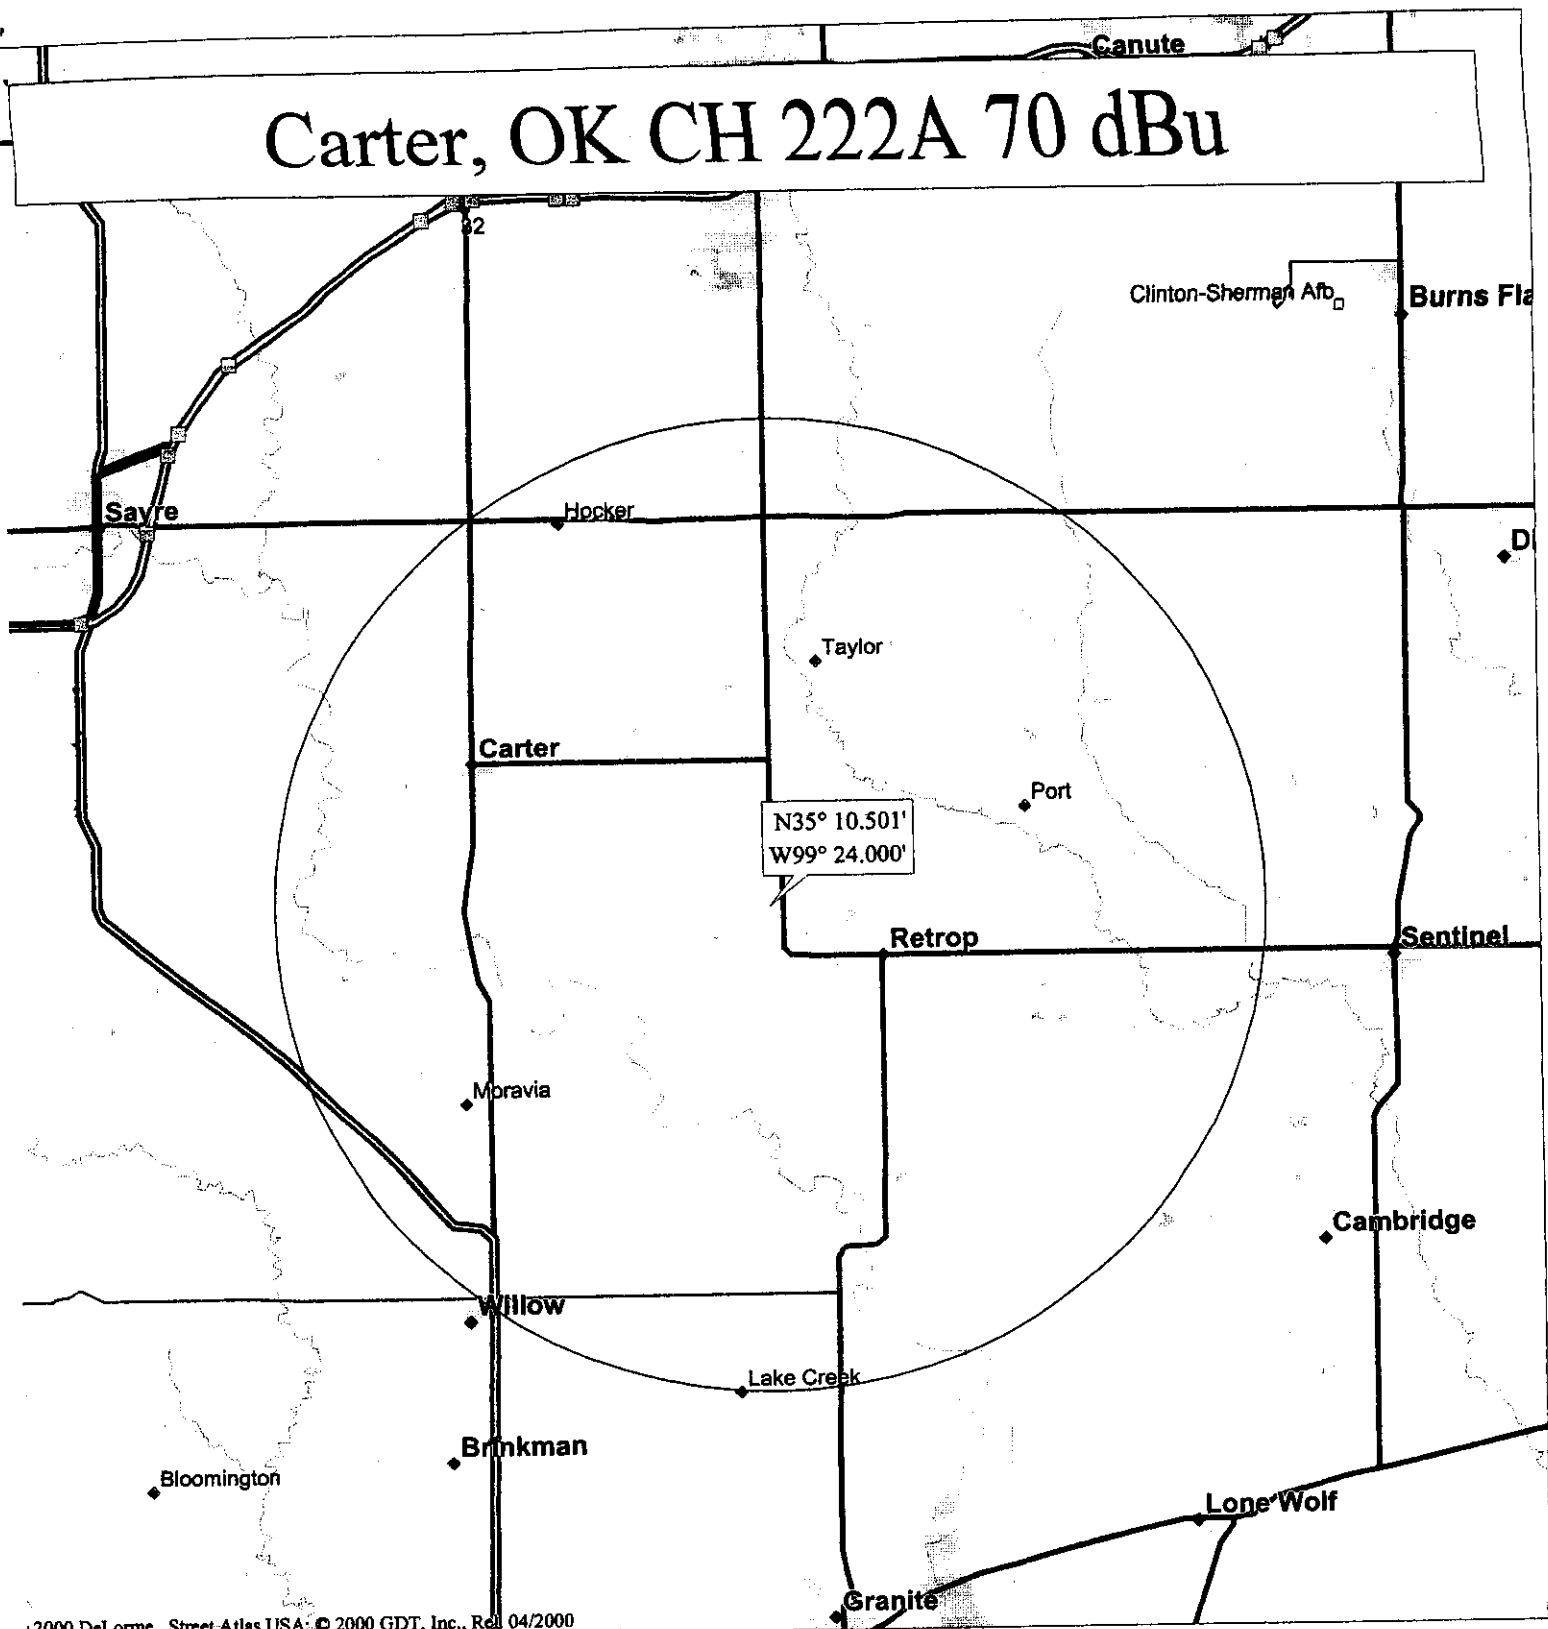 Canute
Carter, OK CH 222A 70 dBu
32
Clinton-Sherman Afb
Burns Fla
Sayre
Hocker
Taylor
Carter
Port
N35° 10.501'
W99° 24.000'
Retrop
Sentinel
Moravia
Cambridge
Willow
Lake Creek
Brinkman
Bloomington
Lone Wolf
Granite
2000 DeLorme. Street Atlas USA; © 2000 GDT, Inc., Rel. 04/2000